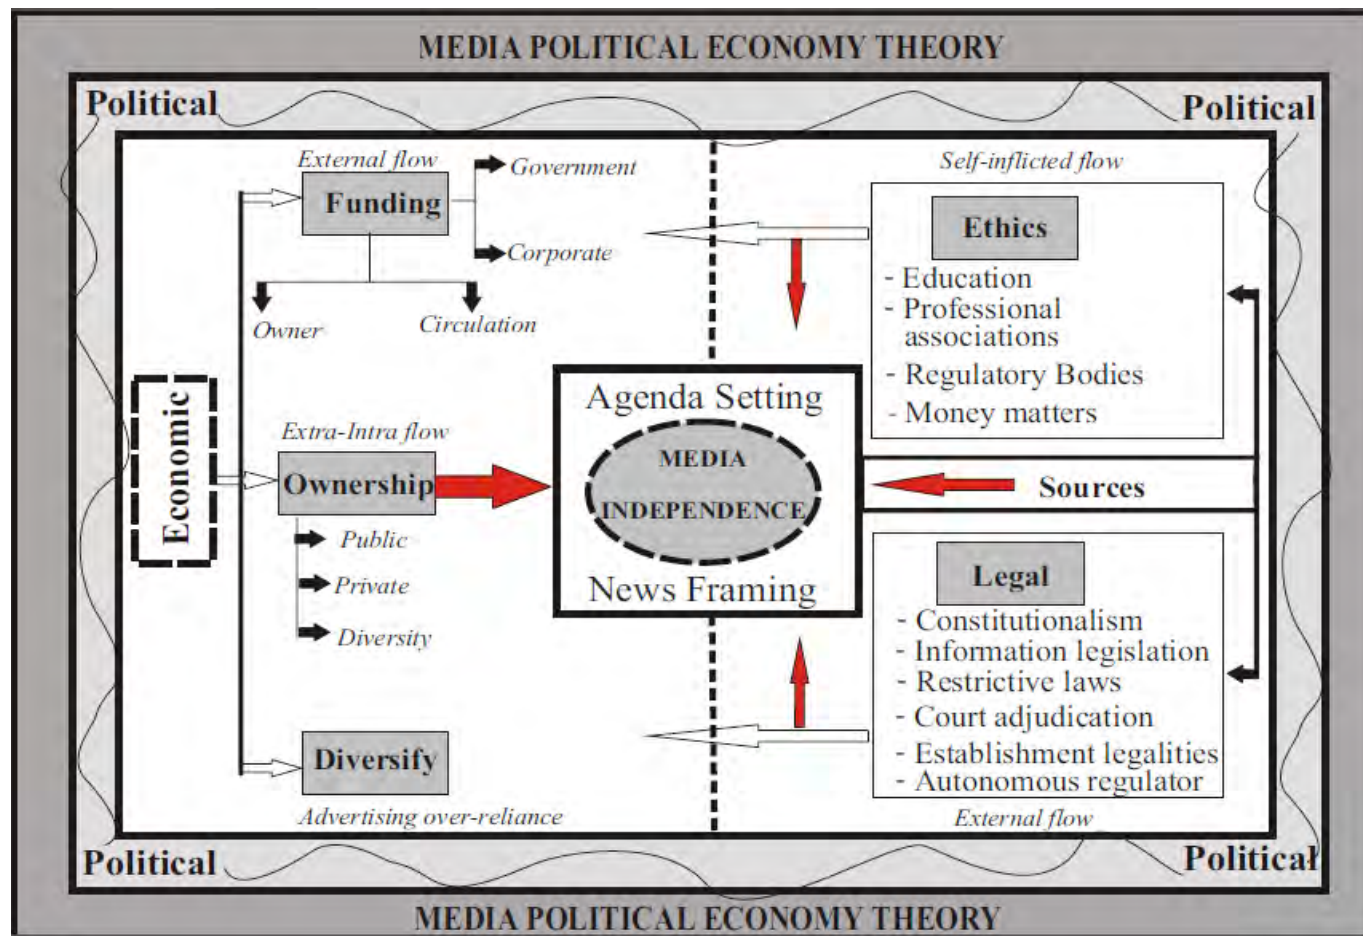 MEDIA POLITICAL ECONOMY THEORY
Political
Political
External flow
Funding
Government
Corporate
Owner
Circulation
Economic
Extra-Intra flow
Ownership
Public
Private
Diversity
Diversify
Advertising over-reliance
Agenda Setting
MEDIA
INDEPENDENCE
News Framing
Self-inflicted flow
Ethics
- Education
- Professional
associations
- Regulatory Bodies
- Money matters
Sources
Legal
- Constitutionalism
- Information legislation
- Restrictive laws
- Court adjudication
- Establishment legalities
- Autonomous regulator
External flow
Political
Political
MEDIA POLITICAL ECONOMY THEORY